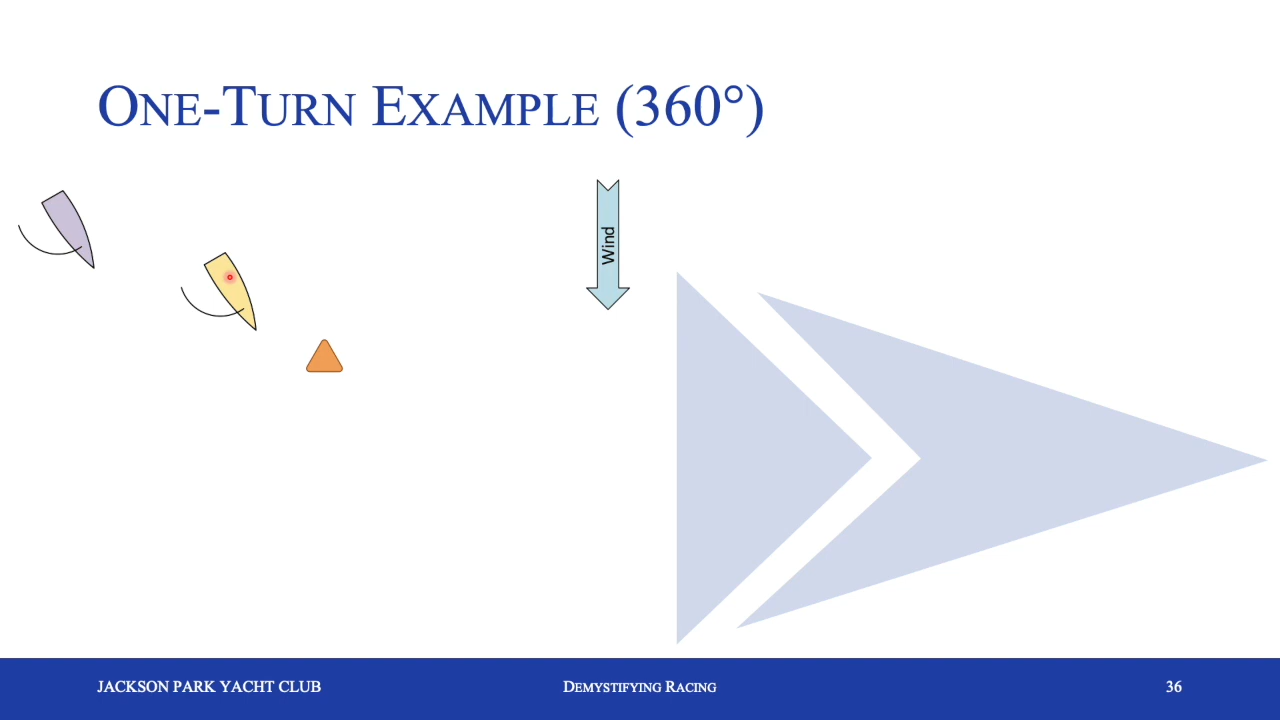 ONE-TURN EXAMPLE (360°)
Wind
JACKSON PARK YACHT CLUB
DEMYSTIFYING RACING
36